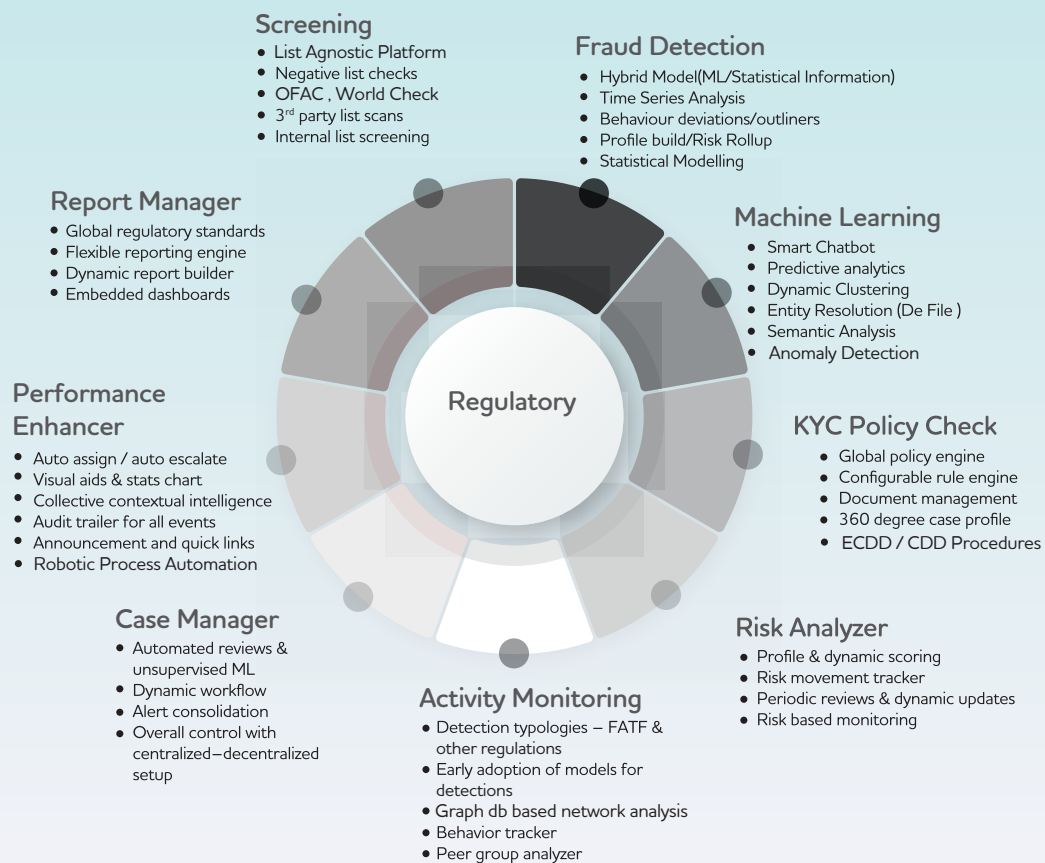 Screening
• List Agnostic Platform
• Negative list checks
• OFAC , World Check
• 3rd party list scans
• Internal list screening
Fraud Detection
• Hybrid Model(ML/Statistical Information)
• Time Series Analysis
• Behaviour deviations/outliners
• Profile build/Risk Rollup
• Statistical Modelling
Report Manager
• Global regulatory standards
• Flexible reporting engine
• Dynamic report builder
• Embedded dashboards
Machine Learning
• Smart Chatbot
• Predictive analytics
• Dynamic Clustering
• Entity Resolution (De File )
• Semantic Analysis
• Anomaly Detection
Regulatory
Performance
Enhancer
• Auto assign / auto escalate
• Visual aids & stats chart
• Collective contextual intelligence
• Audit trailer for all events
• Announcement and quick links
• Robotic Process Automation
KYC Policy Check
• Global policy engine
• Configurable rule engine
• Document management
• 360 degree case profile
• ECDD / CDD Procedures
Case Manager
• Automated reviews &
unsupervised ML
• Dynamic workflow
• Alert consolidation
• Overall control with
centralized–decentralized
setup
Risk Analyzer
• Profile & dynamic scoring
• Risk movement tracker
• Periodic reviews & dynamic updates
• Risk based monitoring
Activity Monitoring
• Detection typologies – FATF &
other regulations
• Early adoption of models for
detections
• Graph db based network analysis
• Behavior tracker
• Peer group analyzer